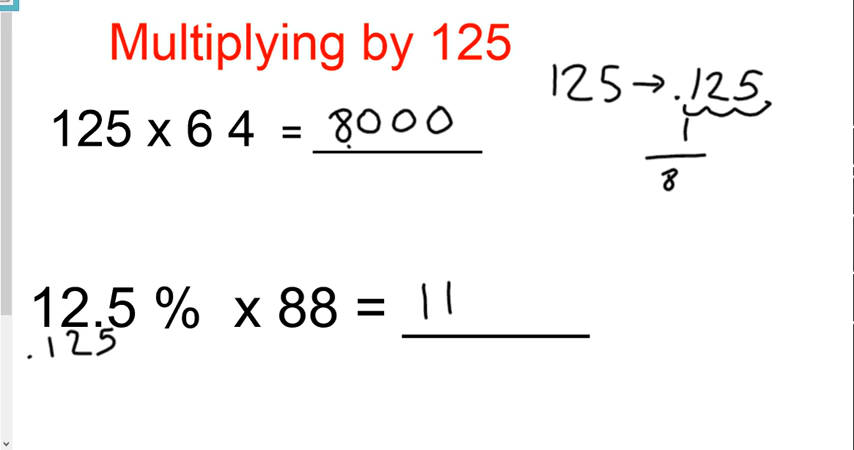 Multiplying by 125
125 → .125
125 x 6 4 = 8000
1
8
12.5 % x 88 = 11
.125